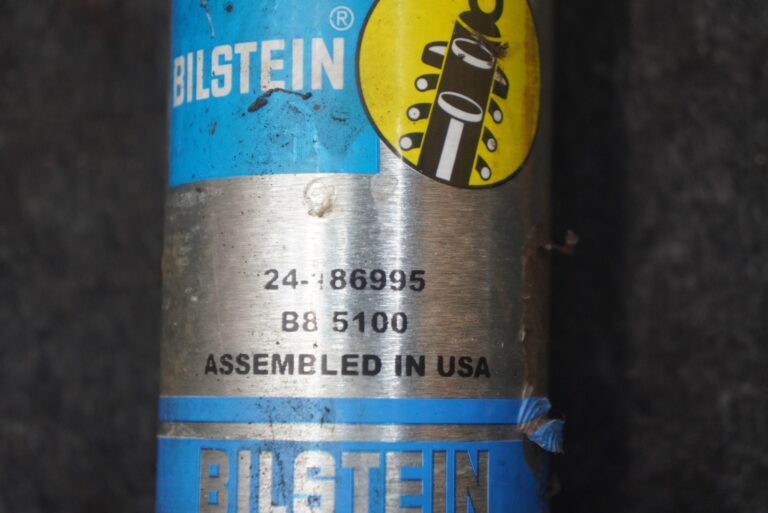 BILSTEIN®
24-186995
B8 5100
ASSEMBLED IN USA
BILSTEIN